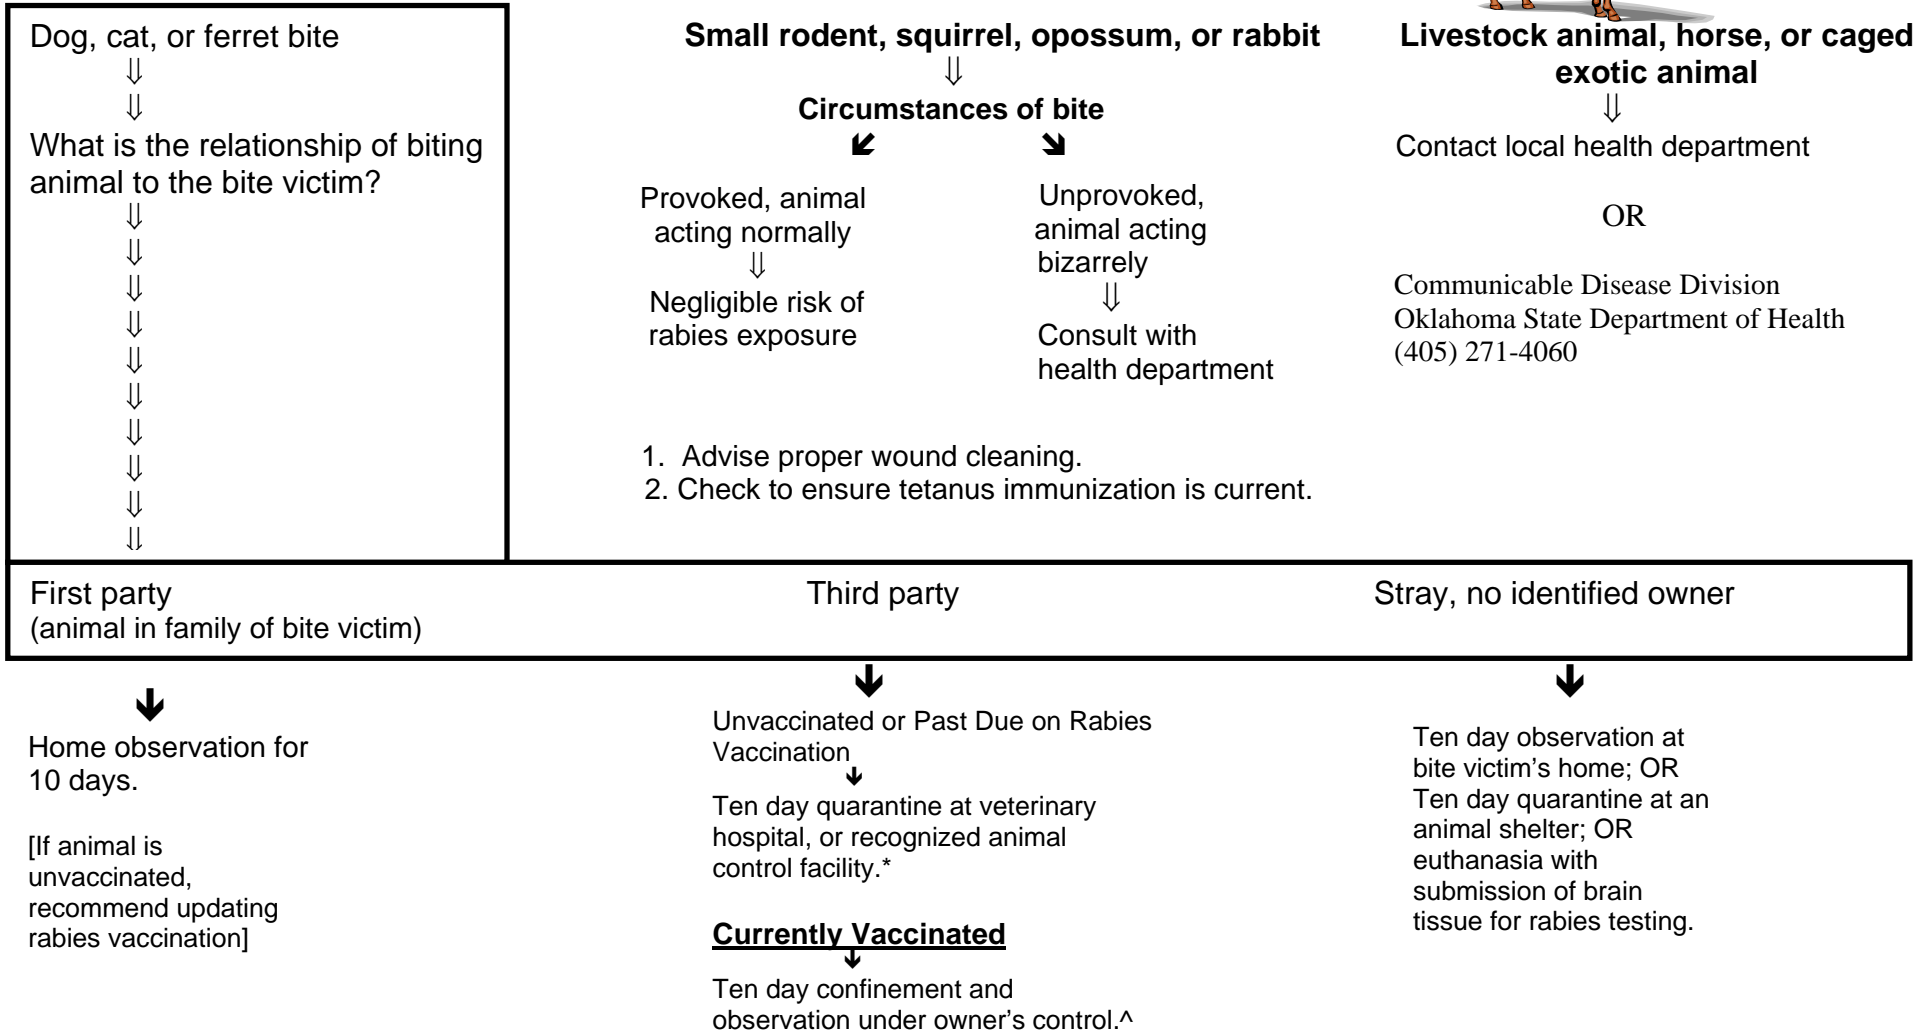 Dog, cat, or ferret bite
⇓
⇓
What is the relationship of biting
animal to the bite victim?
⇓
⇓
⇓
⇓
⇓
⇓
⇓
⇓
⇓
⇓
Small rodent, squirrel, opossum, or rabbit
⇓
Circumstances of bite
Provoked, animal
acting normally
⇓
Negligible risk of
rabies exposure
Unprovoked,
animal acting
bizarrely
⇓
Consult with
health department
1. Advise proper wound cleaning.
2. Check to ensure tetanus immunization is current.
Livestock animal, horse, or caged
exotic animal
⇓
Contact local health department
OR
Communicable Disease Division
Oklahoma State Department of Health
(405) 271-4060
First party
(animal in family of bite victim)
Third party
Stray, no identified owner
Home observation for
10 days.
[If animal is
unvaccinated,
recommend updating
rabies vaccination]
Unvaccinated or Past Due on Rabies
Vaccination
Ten day quarantine at veterinary
hospital, or recognized animal
control facility.*
Currently Vaccinated
Ten day confinement and
observation under owner's control.^
Ten day observation at
bite victim's home; OR
Ten day quarantine at an
animal shelter; OR
euthanasia with
submission of brain
tissue for rabies testing.